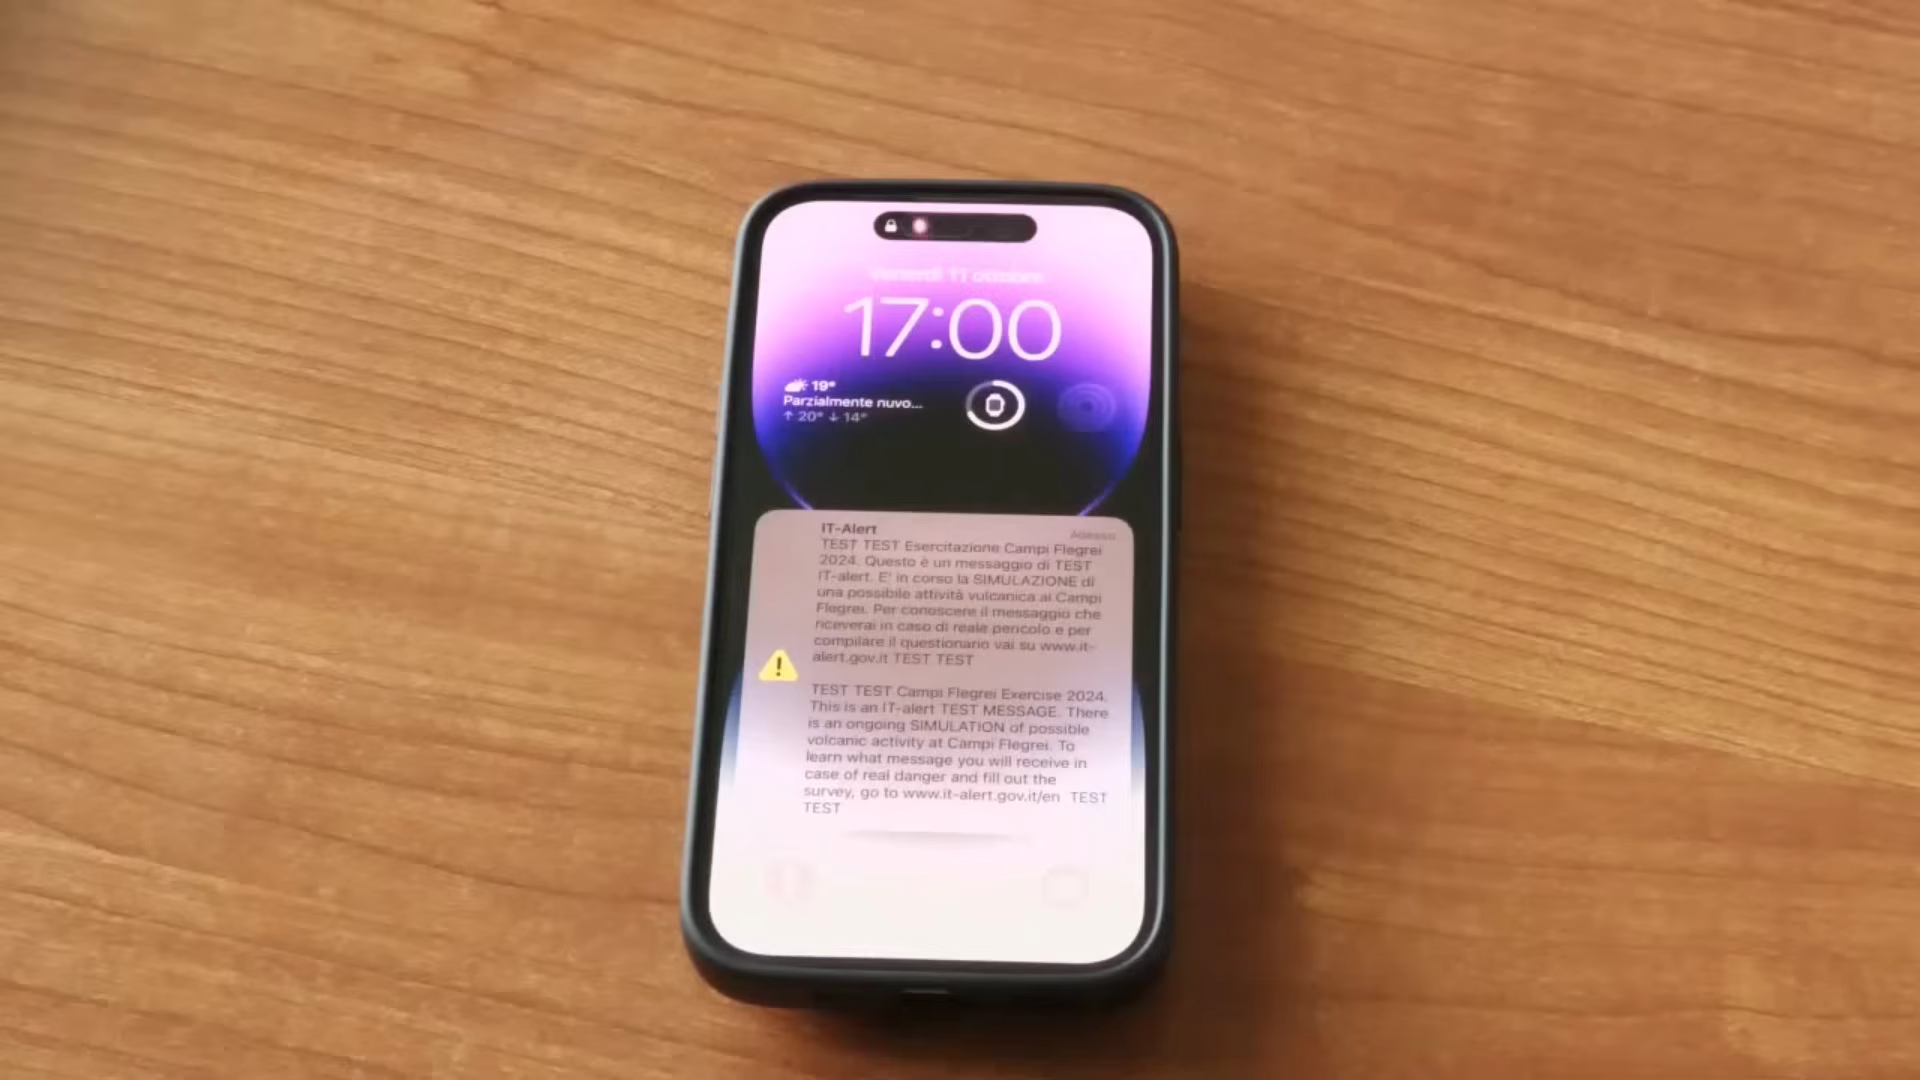 Venerdì 11 ottobre
17:00
19°
Parzialmente nuvo...
↑ 20° ↓ 14°
IT-Alert
Adesso
TEST TEST Esercitazione Campi Flegrei
2024. Questo è un messaggio di TEST
IT-alert. E' in corso la SIMULAZIONE di
una possibile attività vulcanica ai Campi
Flegrei. Per conoscere il messaggio che
riceverai in caso di reale pericolo e per
compilare il questionario vai su www.it-
alert.gov.it TEST TEST
TEST TEST Campi Flegrei Exercise 2024.
This is an IT-alert TEST MESSAGE. There
is an ongoing SIMULATION of possible
volcanic activity at Campi Flegrei. To
learn what message you will receive in
case of real danger and fill out the
survey, go to www.it-alert.gov.it/en TEST
TEST